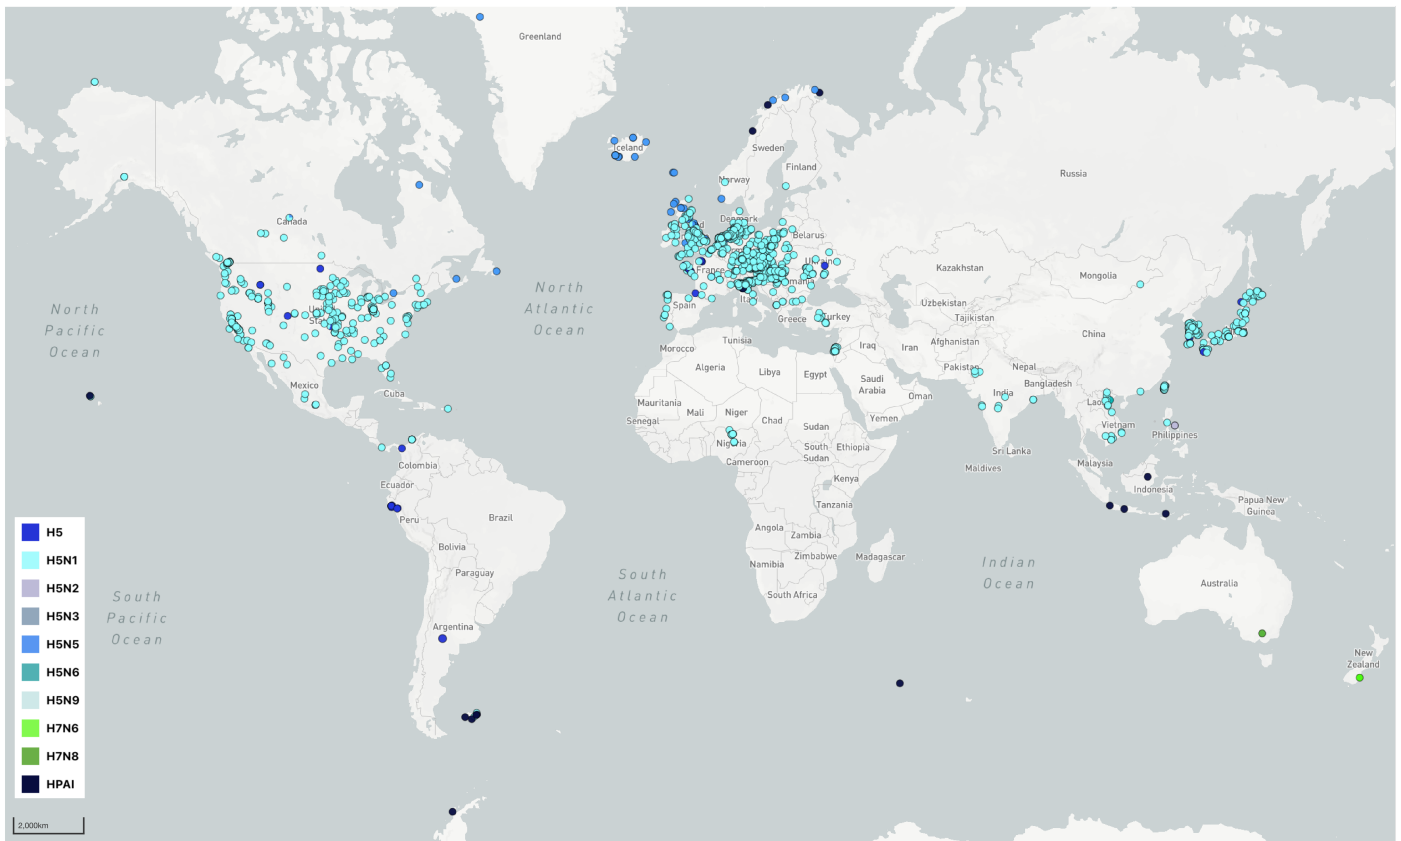 Greenland
Iceland
Sweden
Finland
Norway
Russia
Canada
Denmark
Belarus
France
Kazakhstan
Mongolia
North
Pacific
Ocean
North
Atlantic
Ocean
Spain
Greece
Turkey
Uzbekistan
Tajikistan
China
Morocco
Tunisia
Iraq
Iran
Afghanistan
Mexico
Cuba
Algeria
Libya
Egypt
Saudi
Arabia
Pakistan
Nepal
Bangladesh
India
Oman
Mauritania
Mali
Niger
Chad
Sudan
Yemen
Senegal
Nigeria
South
Sudan
Ethiopia
Vietnam
Philippines
Sri Lanka
Maldives
Malaysia
Colombia
Cameroon
Kenya
Ecuador
Indonesia
Papua New
Guinea
Peru
Brazil
Tanzania
Angola
Zambia
Bolivia
Zimbabwe
Madagascar
Namibia
Paraguay
South Africa
Indian
Ocean
Australia
South
Pacific
Ocean
South
Atlantic
Ocean
Argentina
New
Zealand
H5
H5N1
H5N2
H5N3
H5N5
H5N6
H5N9
H7N6
H7N8
HPAI
2,000km